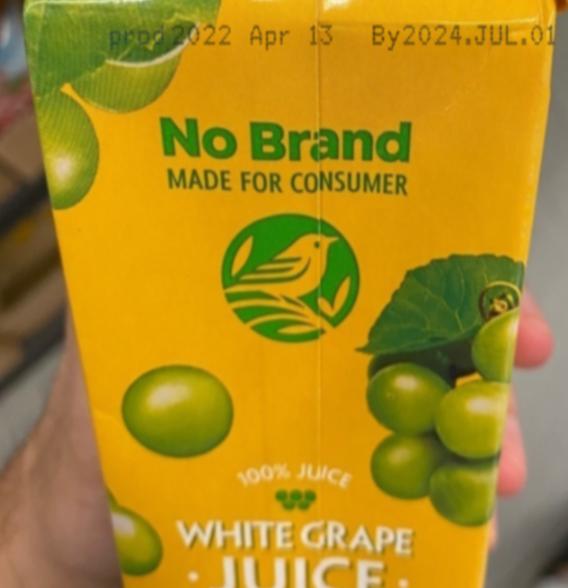 prod 2022 Apr 13 By2024.JUL.01
No Brand
MADE FOR CONSUMER
100% JUICE
WHITE GRAPE
· JUICE ·